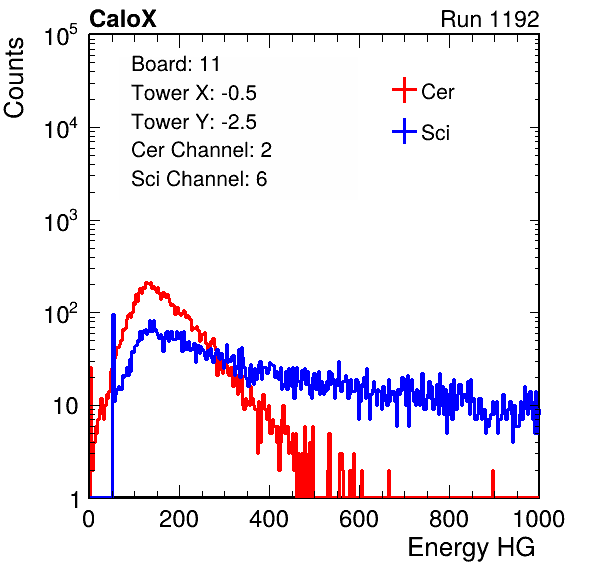 CaloX Run 1192
Counts
10^5
10^4
10^3
10^2
10
1
Board: 11
Tower X: -0.5
Tower Y: -2.5
Cer Channel: 2
Sci Channel: 6
Cer
Sci
0 200 400 600 800 1000
Energy HG